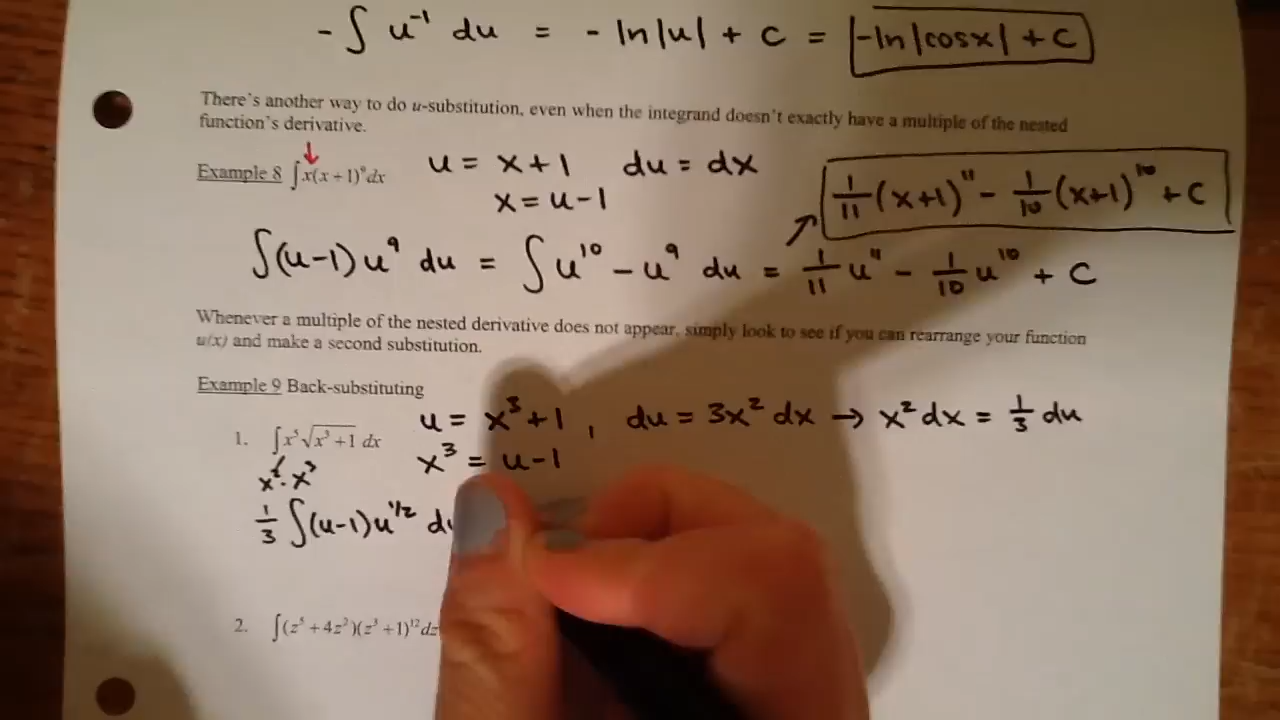 -∫ u⁻¹ du = - ln|u| + C = -ln|cosx| + C
There's another way to do u-substitution, even when the integrand doesn't exactly have a multiple of the nested
function's derivative.
Example 8 ∫x(x+1)⁹dx u = x+1 du = dx
x = u-1
1/11 (x+1)¹¹ - 1/10 (x+1)¹⁰ + C
∫(u-1)u⁹ du = ∫u¹⁰ - u⁹ du = 1/11 u¹¹ - 1/10 u¹⁰ + C
Whenever a multiple of the nested derivative does not appear, simply look to see if you can rearrange your function
u(x) and make a second substitution.
Example 9 Back-substituting
1. ∫x⁵√(x³+1) dx u = x³+1, du = 3x² dx → x² dx = 1/3 du
x³ = u-1
x²·x³
1/3 ∫(u-1)u^(1/2) du
2. ∫(z⁵+4z²)(z³+1)¹²dz